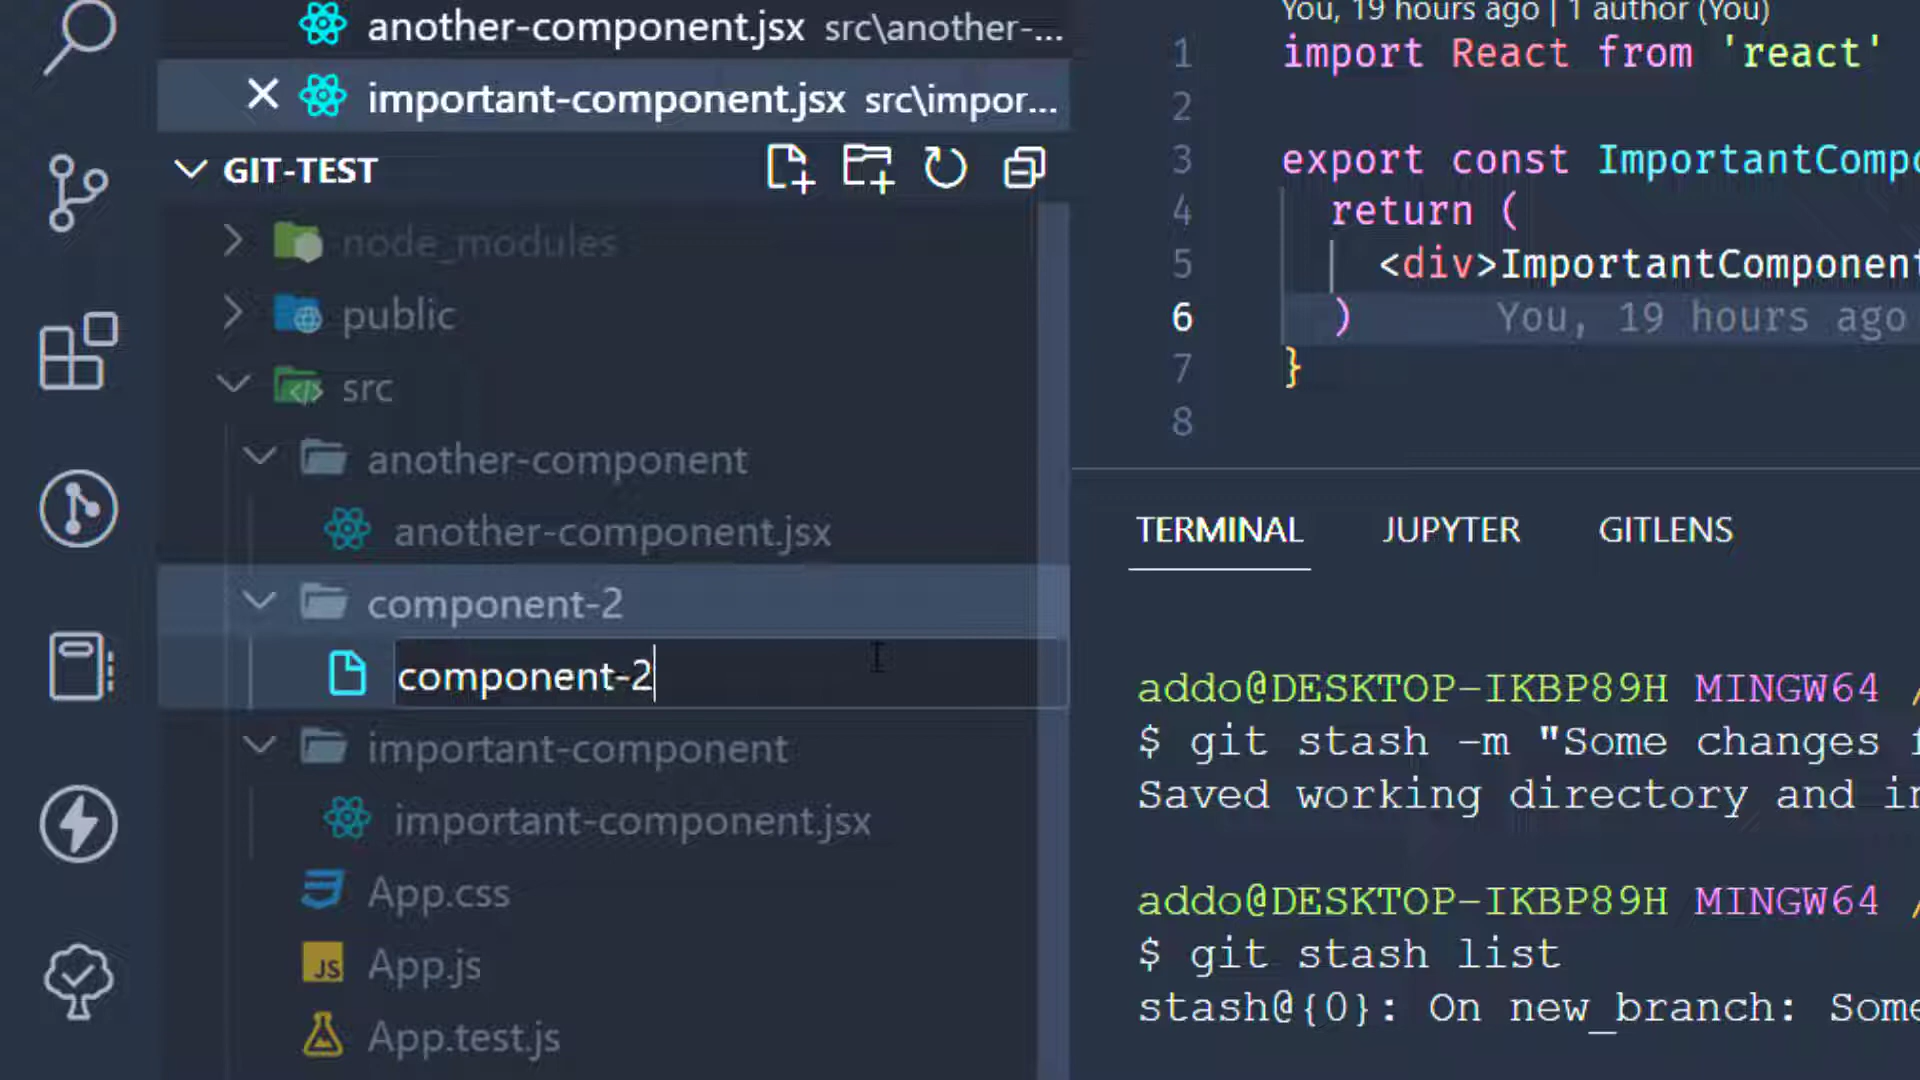 another-component.jsx src\another-...
important-component.jsx src\impor...
GIT-TEST
node_modules
public
src
another-component
another-component.jsx
component-2
component-2
important-component
important-component.jsx
App.css
JS App.js
App.test.js
You, 19 hours ago | 1 author (You)
1 import React from 'react'
2
3 export const ImportantCompo
4 return (
5 <div>ImportantComponent
6 ) You, 19 hours ago
7 }
8
TERMINAL JUPYTER GITLENS
addo@DESKTOP-IKBP89H MINGW64 /
$ git stash -m "Some changes f
Saved working directory and in
addo@DESKTOP-IKBP89H MINGW64 /
$ git stash list
stash@{0}: On new_branch: Some